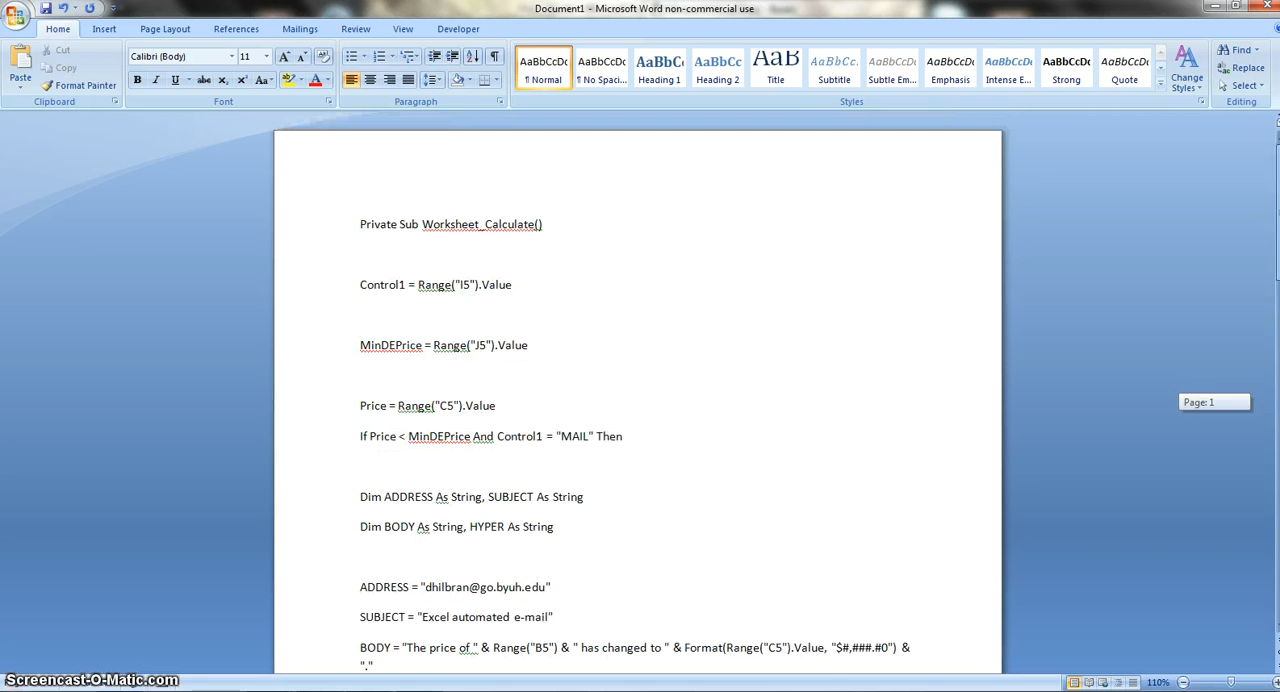 Document1 - Microsoft Word non-commercial use
Home Insert Page Layout References Mailings Review View Developer
Paste
Cut
Copy
Format Painter
Clipboard
Calibri (Body) 11
Font
Paragraph
AaBbCcDc AaBbCcDc AaBbCc AaBbCc AaB AaBbCc. AaBbCcDc AaBbCcDc AaBbCcDc AaBbCcDc AaBbCcDc
¶ Normal ¶ No Spaci... Heading 1 Heading 2 Title Subtitle Subtle Em... Emphasis Intense E... Strong Quote
Styles
Change Styles
Find
Replace
Select
Editing
Private Sub Worksheet_Calculate()
Control1 = Range("I5").Value
MinDEPrice = Range("J5").Value
Price = Range("C5").Value
If Price < MinDEPrice And Control1 = "MAIL" Then
Dim ADDRESS As String, SUBJECT As String
Dim BODY As String, HYPER As String
ADDRESS = "dhilbran@go.byuh.edu"
SUBJECT = "Excel automated e-mail"
BODY = "The price of " & Range("B5") & " has changed to " & Format(Range("C5").Value, "$#,###.#0") &
"."
Page: 1
Screencast-O-Matic.com
110%